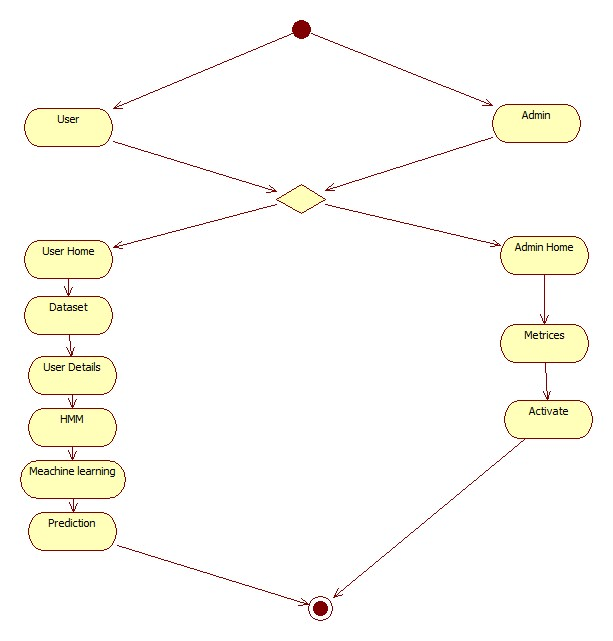 User
Admin
User Home
Admin Home
Dataset
Metrices
User Details
Activate
HMM
Meachine learning
Prediction